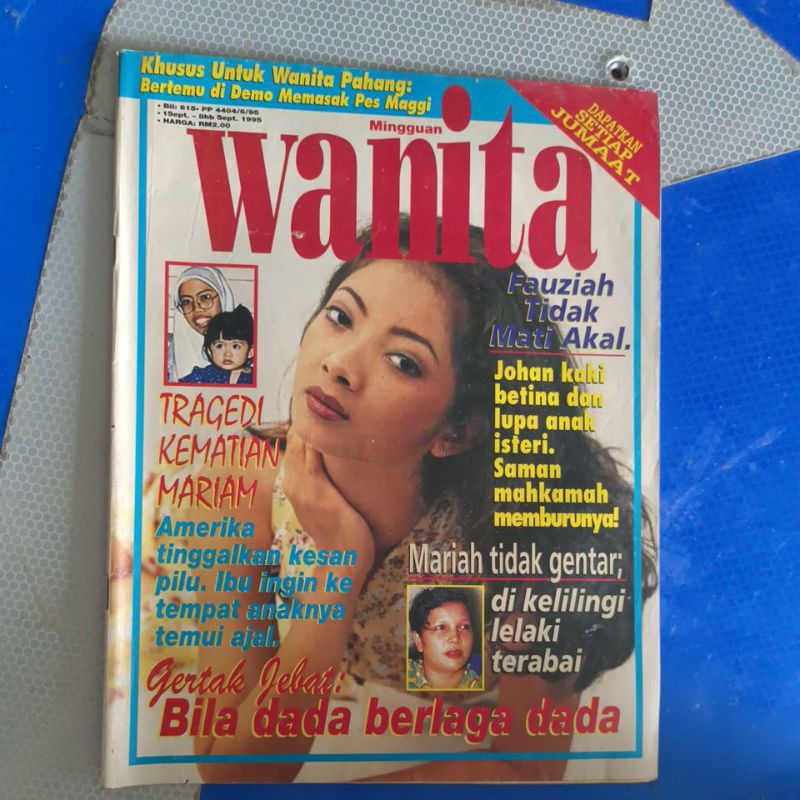 Khusus Untuk Wanita Pahang:
Bertemu di Demo Memasak Pes Maggi
• Bil: 615• PP 4404/6/95
• 1Sept. - 8hb Sept. 1995
• HARGA: RM2.00
DAPATKAN
SETIAP
JUMAAT
Mingguan
wanita
Fauziah
Tidak
Mati Akal.
Johan kaki
betina dan
lupa anak
isteri.
Saman
mahkamah
memburunya!
TRAGEDI
KEMATIAN
MARIAM
Amerika
tinggalkan kesan
pilu. Ibu ingin ke
tempat anaknya
temui ajal.
Mariah tidak gentar;
di kelilingi
lelaki
terabai
Gertak Jebat:
Bila dada berlaga dada